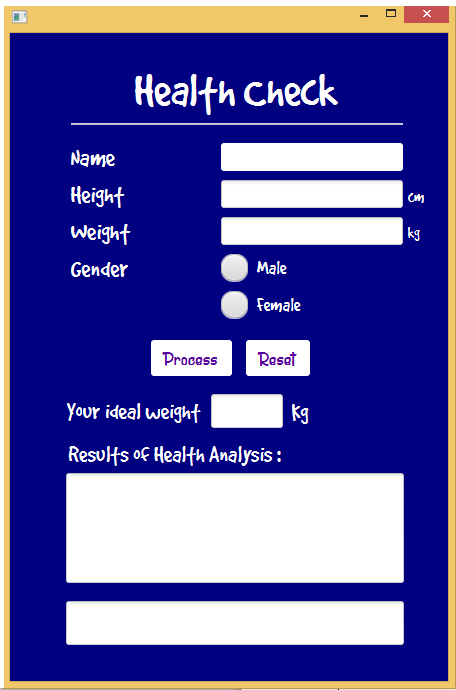 Health Check
Name
Height cm
Weight kg
Gender Male
Female
Process Reset
Your ideal weight Kg
Results of Health Analysis :